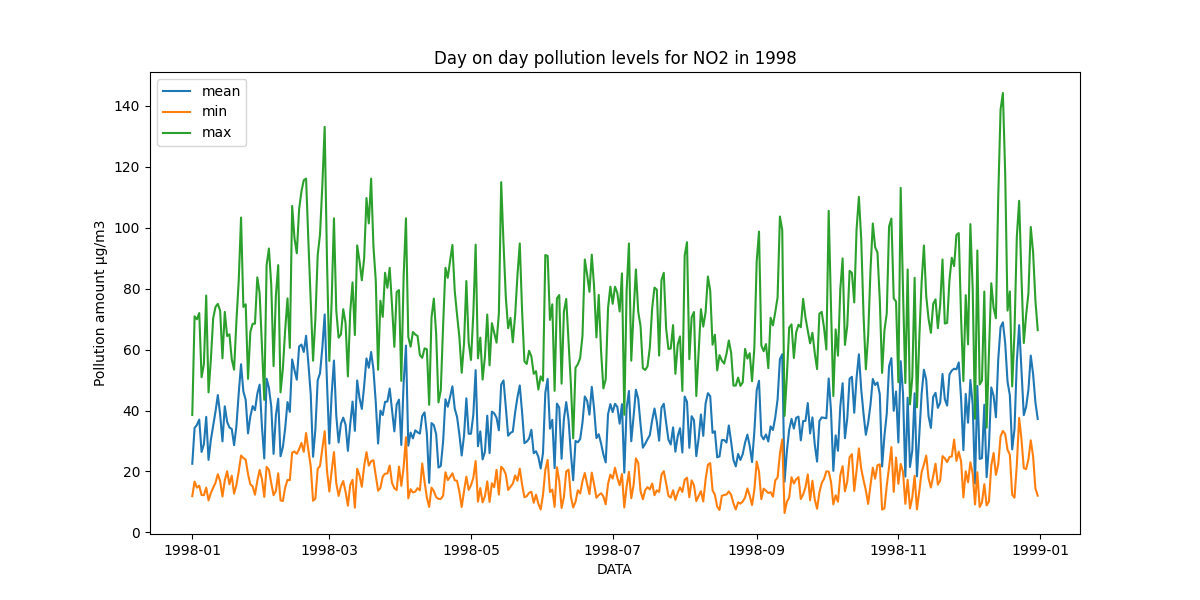 Day on day pollution levels for NO2 in 1998
mean
min
max
Pollution amount µg/m3
140
120
100
80
60
40
20
0
1998-01
1998-03
1998-05
1998-07
1998-09
1998-11
1999-01
DATA